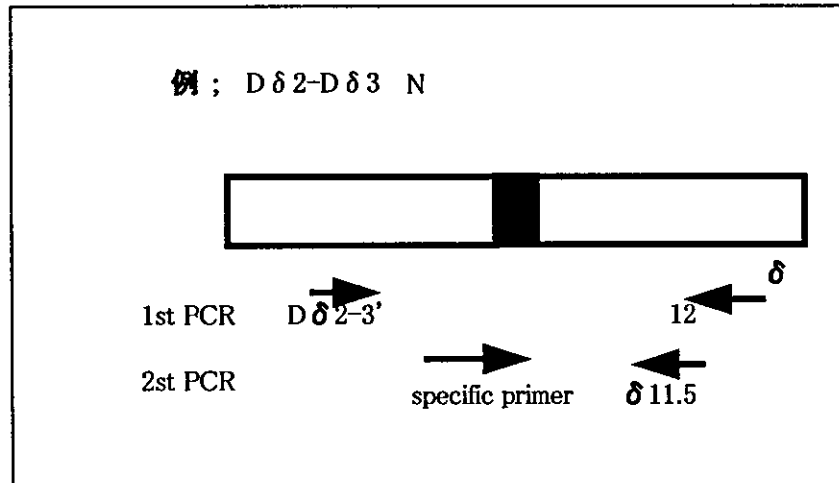 例； Dδ2-Dδ3 N
δ
1st PCR Dδ2-3' 12
2st PCR
specific primer δ11.5